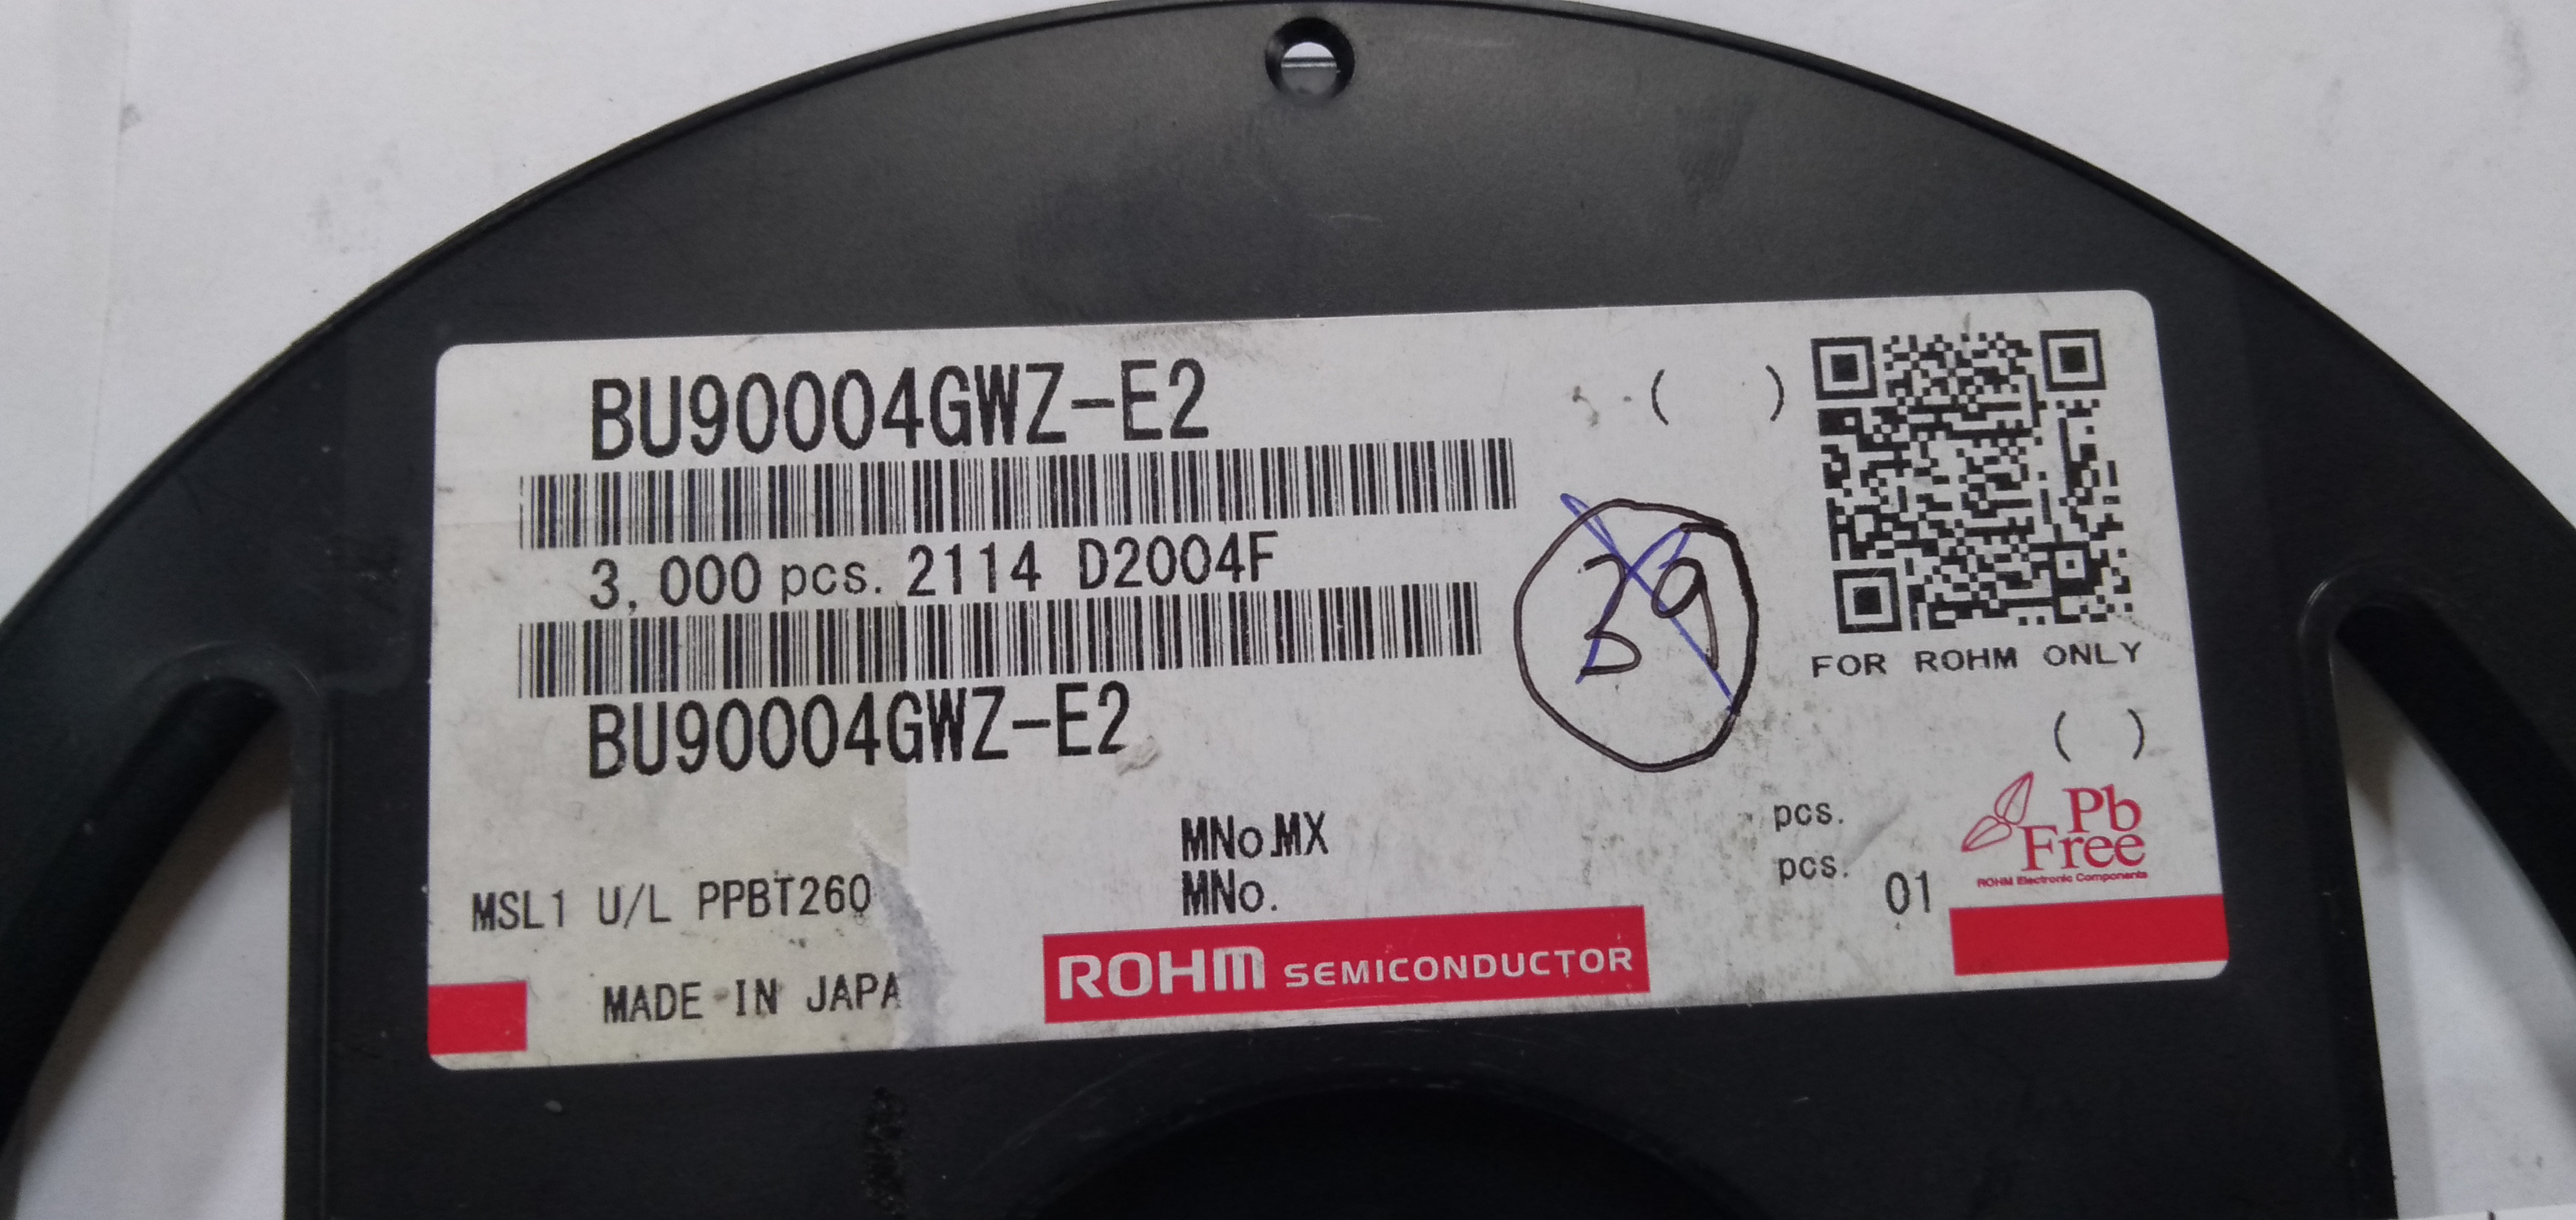 BU90004GWZ-E2
( )
3,000 pcs. 2114 D2004F
39
FOR ROHM ONLY
BU90004GWZ-E2
( )
MNo.MX
pcs.
MNo.
pcs.
01
Pb
Free
ROHM Electronic Components
MSL1 U/L PPBT260
MADE IN JAPA
ROHM SEMICONDUCTOR